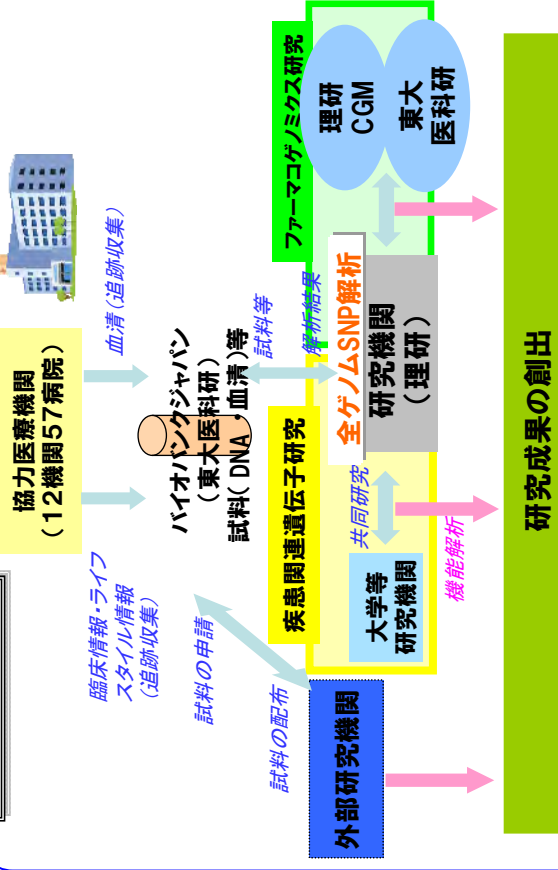 協力医療機関
(12機関57病院)
臨床情報・ライフ
スタイル情報
(追跡収集)
血清(追跡収集)
バイオバンクジャパン
(東大医科研)
試料(DNA・血清)等
試料の申請
試料の配布
試料等
解析結果
外部研究機関
疾患関連遺伝子研究
ファーマコゲノミクス研究
大学等
研究機関
共同研究
全ゲノムSNP解析
研究機関
(理研)
理研
CGM
東大
医科研
機能解析
研究成果の創出